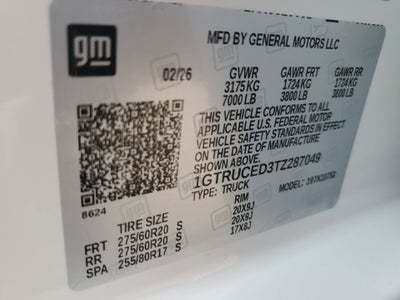 gm
MFD BY GENERAL MOTORS LLC
02/26 GVWR GAWR FRT GAWR RR
3175 KG 1724 KG 1724 KG
7000 LB 3800 LB 3800 LB
THIS VEHICLE CONFORMS TO ALL
APPLICABLE U.S. FEDERAL MOTOR
VEHICLE SAFETY STANDARDS IN EFFECT
ON THE DATE OF MANUFACTURE
SHOWN ABOVE.
1GTRUCED3TZ287049
TYPE: TRUCK MODEL:
8624
TIRE SIZE RIM
FRT 275/60R20 S 20X9J
RR 275/60R20 S 20X9J
SPA 255/80R17 S 17X8J